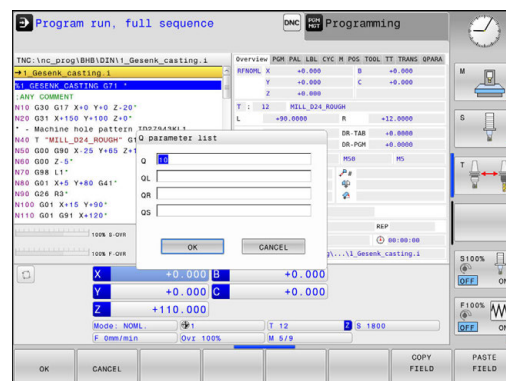 Program run, full sequence
DNC
PGM MGT
Programming
TNC:\nc_prog\BHB\DIN\1_Gesenk_casting.i
→1_Gesenk_casting.i
%1_GESENK_CASTING G71 *
;ANY COMMENT
N10 G30 G17 X+0 Y+0 Z-20*
N20 G31 X+150 Y+100 Z+0*
* - Machine hole pattern ID27943KL1
N40 T "MILL_D24_ROUGH" G1
N50 G00 G90 X-25 Y+65 Z+1
N60 G00 Z-5*
N70 G98 L1*
N80 G01 X+5 Y+80 G41*
N90 G26 R3*
N100 G01 X+15 Y+90*
N110 G01 G91 X+120*
100% S-OVR
100% F-OVR
Overview PGM PAL LBL CYC M POS TOOL TT TRANS QPARA
RFNOML X +0.000 B +0.000
Y +0.000 C +0.000
Z +0.000
T : 12 MILL_D24_ROUGH
L +90.0000 R +12.0000
DR-TAB +0.0000
DR-PGM +0.0000
M50 M5
REP
00:00:00
\1_Gesenk_casting.i
Q parameter list
Q 10
QL
QR
QS
OK CANCEL
X +0.000 B +0.000
Y +0.000 C +0.000
Z +110.000
Mode: NOML. 1 T 12 Z S 1800
F 0mm/min Ovr 100% M 5/9
M
S
T
S100%
OFF ON
F100%
OFF ON
OK
CANCEL
COPY FIELD
PASTE FIELD